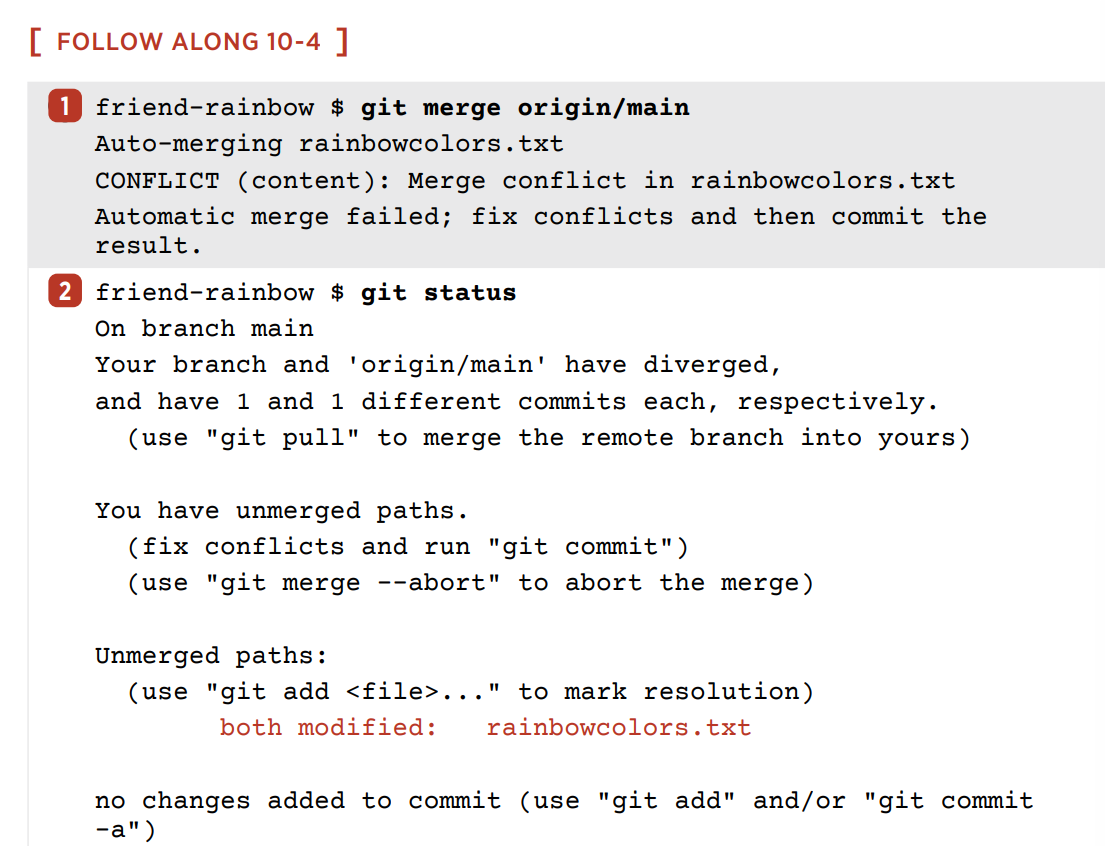 [ FOLLOW ALONG 10-4 ]
1 friend-rainbow $ git merge origin/main
Auto-merging rainbowcolors.txt
CONFLICT (content): Merge conflict in rainbowcolors.txt
Automatic merge failed; fix conflicts and then commit the
result.
2 friend-rainbow $ git status
On branch main
Your branch and 'origin/main' have diverged,
and have 1 and 1 different commits each, respectively.
  (use "git pull" to merge the remote branch into yours)
You have unmerged paths.
  (fix conflicts and run "git commit")
  (use "git merge --abort" to abort the merge)
Unmerged paths:
  (use "git add <file>..." to mark resolution)
        both modified:   rainbowcolors.txt
no changes added to commit (use "git add" and/or "git commit
-a")